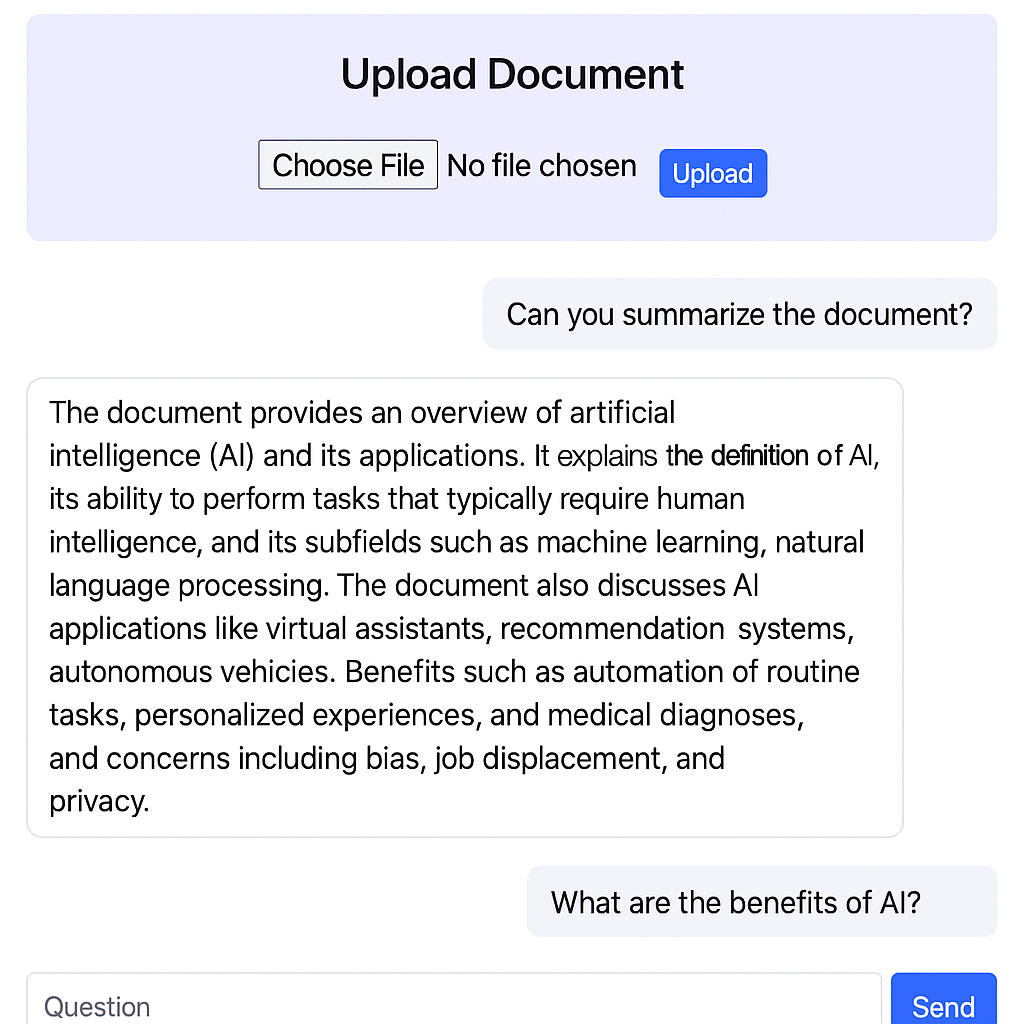 Upload Document
Choose File No file chosen Upload
Can you summarize the document?
The document provides an overview of artificial
intelligence (AI) and its applications. It explains the definition of AI,
its ability to perform tasks that typically require human
intelligence, and its subfields such as machine learning, natural
language processing. The document also discusses AI
applications like virtual assistants, recommendation systems,
autonomous vehicies. Benefits such as automation of routine
tasks, personalized experiences, and medical diagnoses,
and concerns including bias, job displacement, and
privacy.
What are the benefits of AI?
Question Send